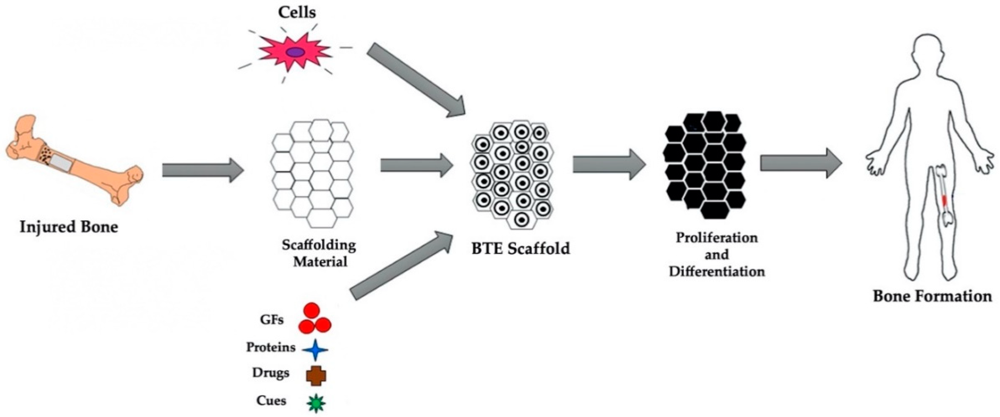 Cells
Injured Bone
Scaffolding
Material
BTE Scaffold
Proliferation
and
Differentiation
Bone Formation
GFs
Proteins
Drugs
Cues